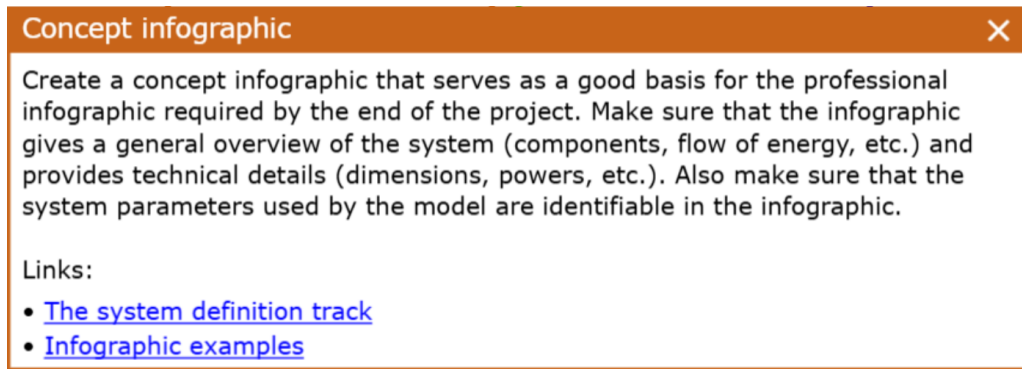 Concept infographic
Create a concept infographic that serves as a good basis for the professional
infographic required by the end of the project. Make sure that the infographic
gives a general overview of the system (components, flow of energy, etc.) and
provides technical details (dimensions, powers, etc.). Also make sure that the
system parameters used by the model are identifiable in the infographic.
Links:
• The system definition track
• Infographic examples